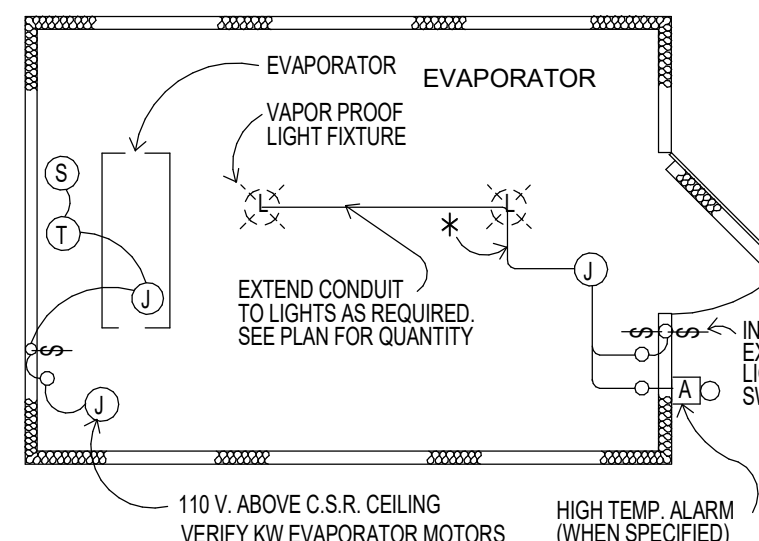 EVAPORATOR
EVAPORATOR
VAPOR PROOF
LIGHT FIXTURE
S
L
L
T
J
J
EXTEND CONDUIT
TO LIGHTS AS REQUIRED.
SEE PLAN FOR QUANTITY
S
S
S
A
J
110 V. ABOVE C.S.R. CEILING
VERIFY KW EVAPORATOR MOTORS
HIGH TEMP. ALARM
(WHEN SPECIFIED)